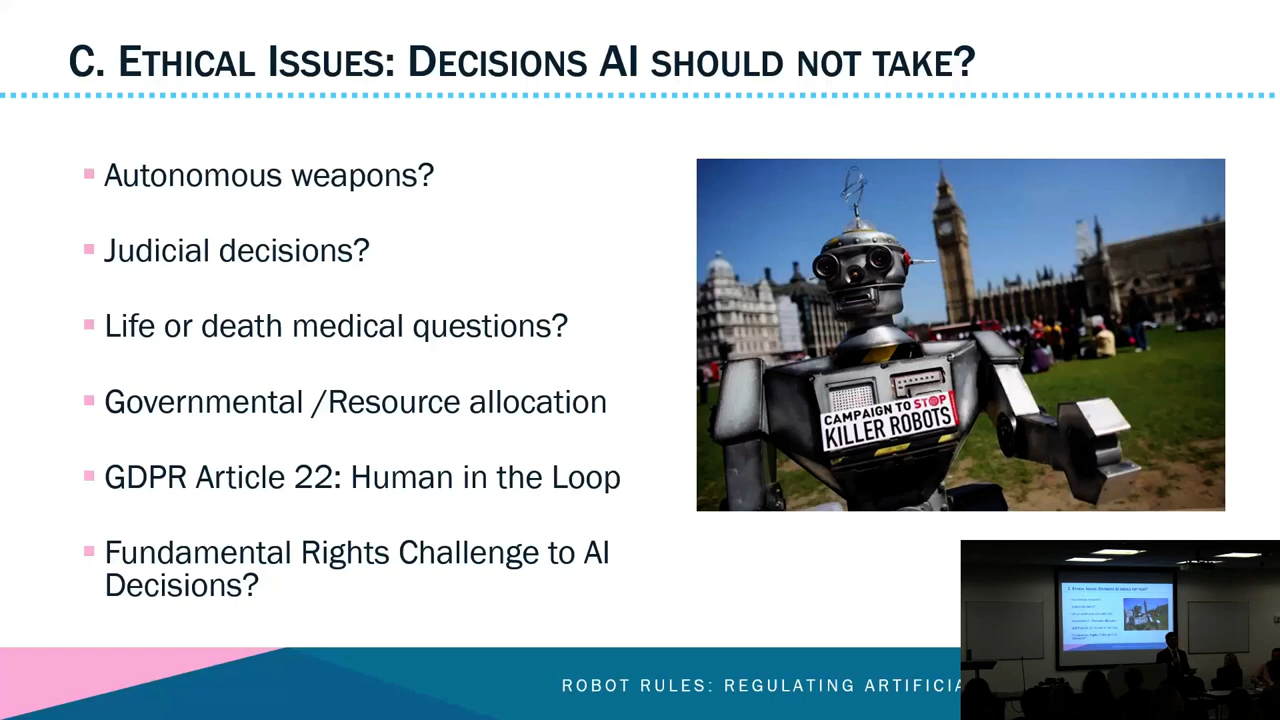 C. ETHICAL ISSUES: DECISIONS AI SHOULD NOT TAKE?
Autonomous weapons?
Judicial decisions?
Life or death medical questions?
Governmental /Resource allocation
GDPR Article 22: Human in the Loop
Fundamental Rights Challenge to AI
Decisions?
CAMPAIGN TO STOP
KILLER ROBOTS
ROBOT RULES: REGULATING ARTIFICIA